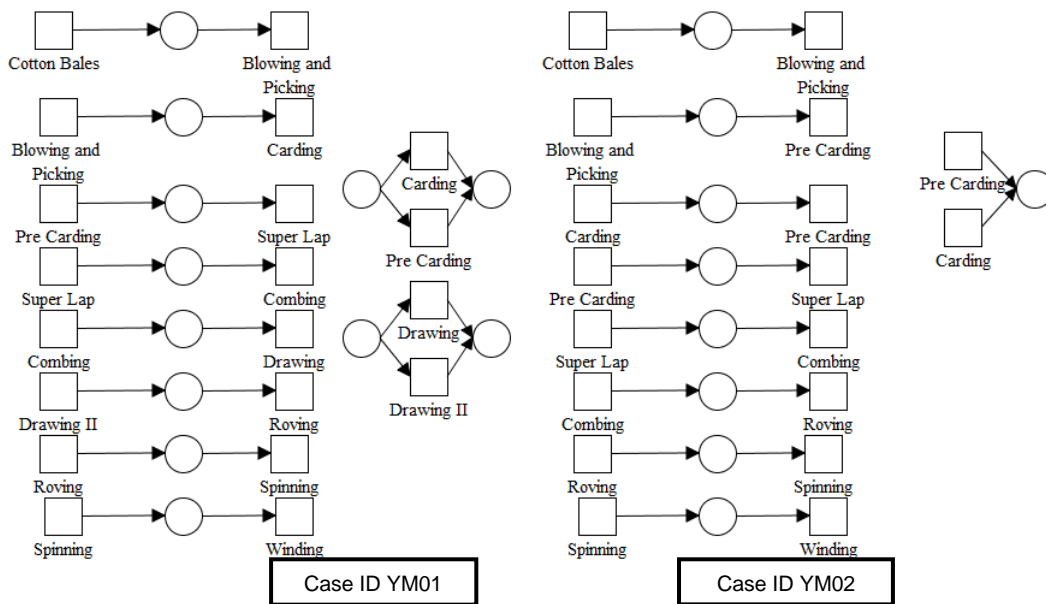 Cotton Bales
Blowing and
Picking
Blowing and
Picking
Carding
Pre Carding
Super Lap
Super Lap
Combing
Combing
Drawing
Drawing II
Roving
Roving
Spinning
Spinning
Winding
Carding
Pre Carding
Drawing
Drawing II
Case ID YM01
Cotton Bales
Blowing and
Picking
Blowing and
Picking
Pre Carding
Carding
Pre Carding
Pre Carding
Super Lap
Super Lap
Combing
Combing
Roving
Roving
Spinning
Spinning
Winding
Pre Carding
Carding
Case ID YM02